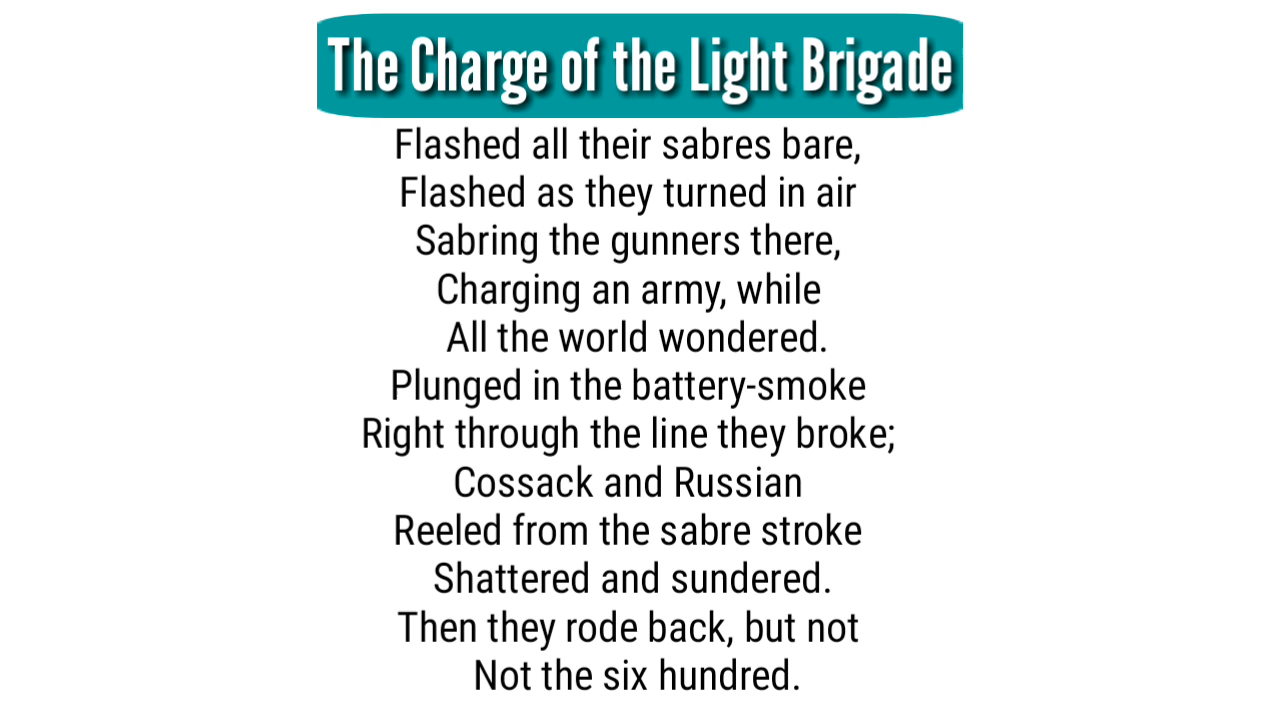 The Charge of the Light Brigade
Flashed all their sabres bare,
Flashed as they turned in air
Sabring the gunners there,
Charging an army, while
All the world wondered.
Plunged in the battery-smoke
Right through the line they broke;
Cossack and Russian
Reeled from the sabre stroke
Shattered and sundered.
Then they rode back, but not
Not the six hundred.